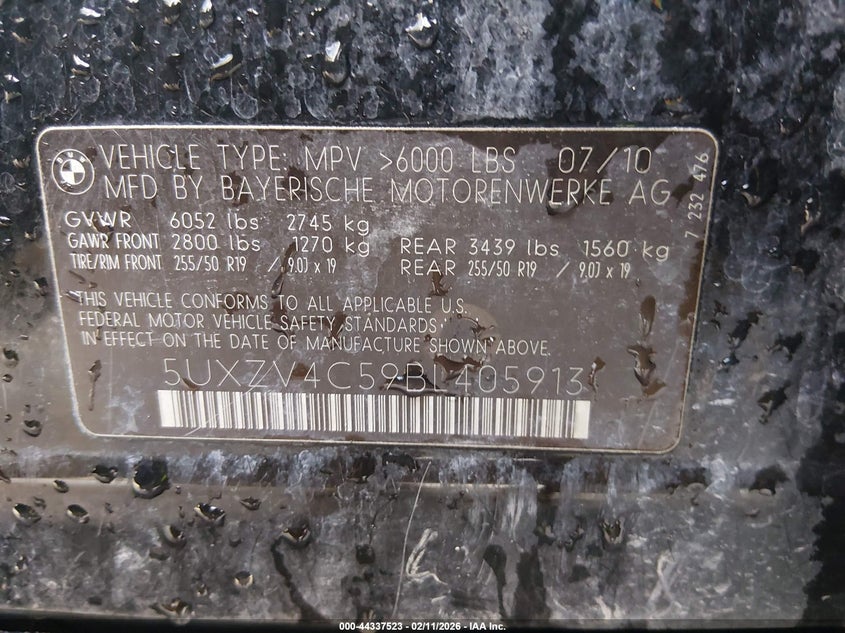 BMW
VEHICLE TYPE: MPV >6000 LBS 07/10
MFD BY BAYERISCHE MOTORENWERKE AG
GVWR 6052 lbs 2745 kg
GAWR FRONT 2800 lbs 1270 kg REAR 3439 lbs 1560 kg
TIRE/RIM FRONT 255/50 R19 / 9.0J x 19 REAR 255/50 R19 / 9.0J x 19
THIS VEHICLE CONFORMS TO ALL APPLICABLE U.S.
FEDERAL MOTOR VEHICLE SAFETY STANDARDS
IN EFFECT ON THE DATE OF MANUFACTURE SHOWN ABOVE.
5UXZV4C59BL405913
7 232 476
000-44337523 - 02/11/2026 - IAA Inc.